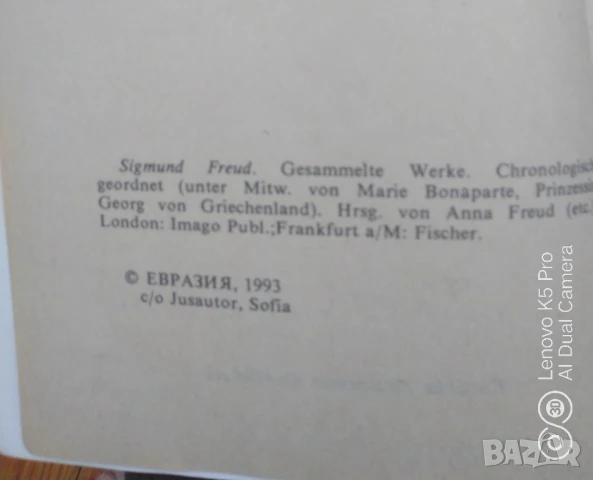 Sigmund Freud. Gesammelte Werke. Chronologisch
geordnet (unter Mitw. von Marie Bonaparte, Prinzessin
Georg von Griechenland). Hrsg. von Anna Freud (etc.)
London: Imago Publ.;Frankfurt a/M: Fischer.
© ЕВРАЗИЯ, 1993
c/o Jusautor, Sofia
Lenovo K5 Pro
AI Dual Camera
BAZAR